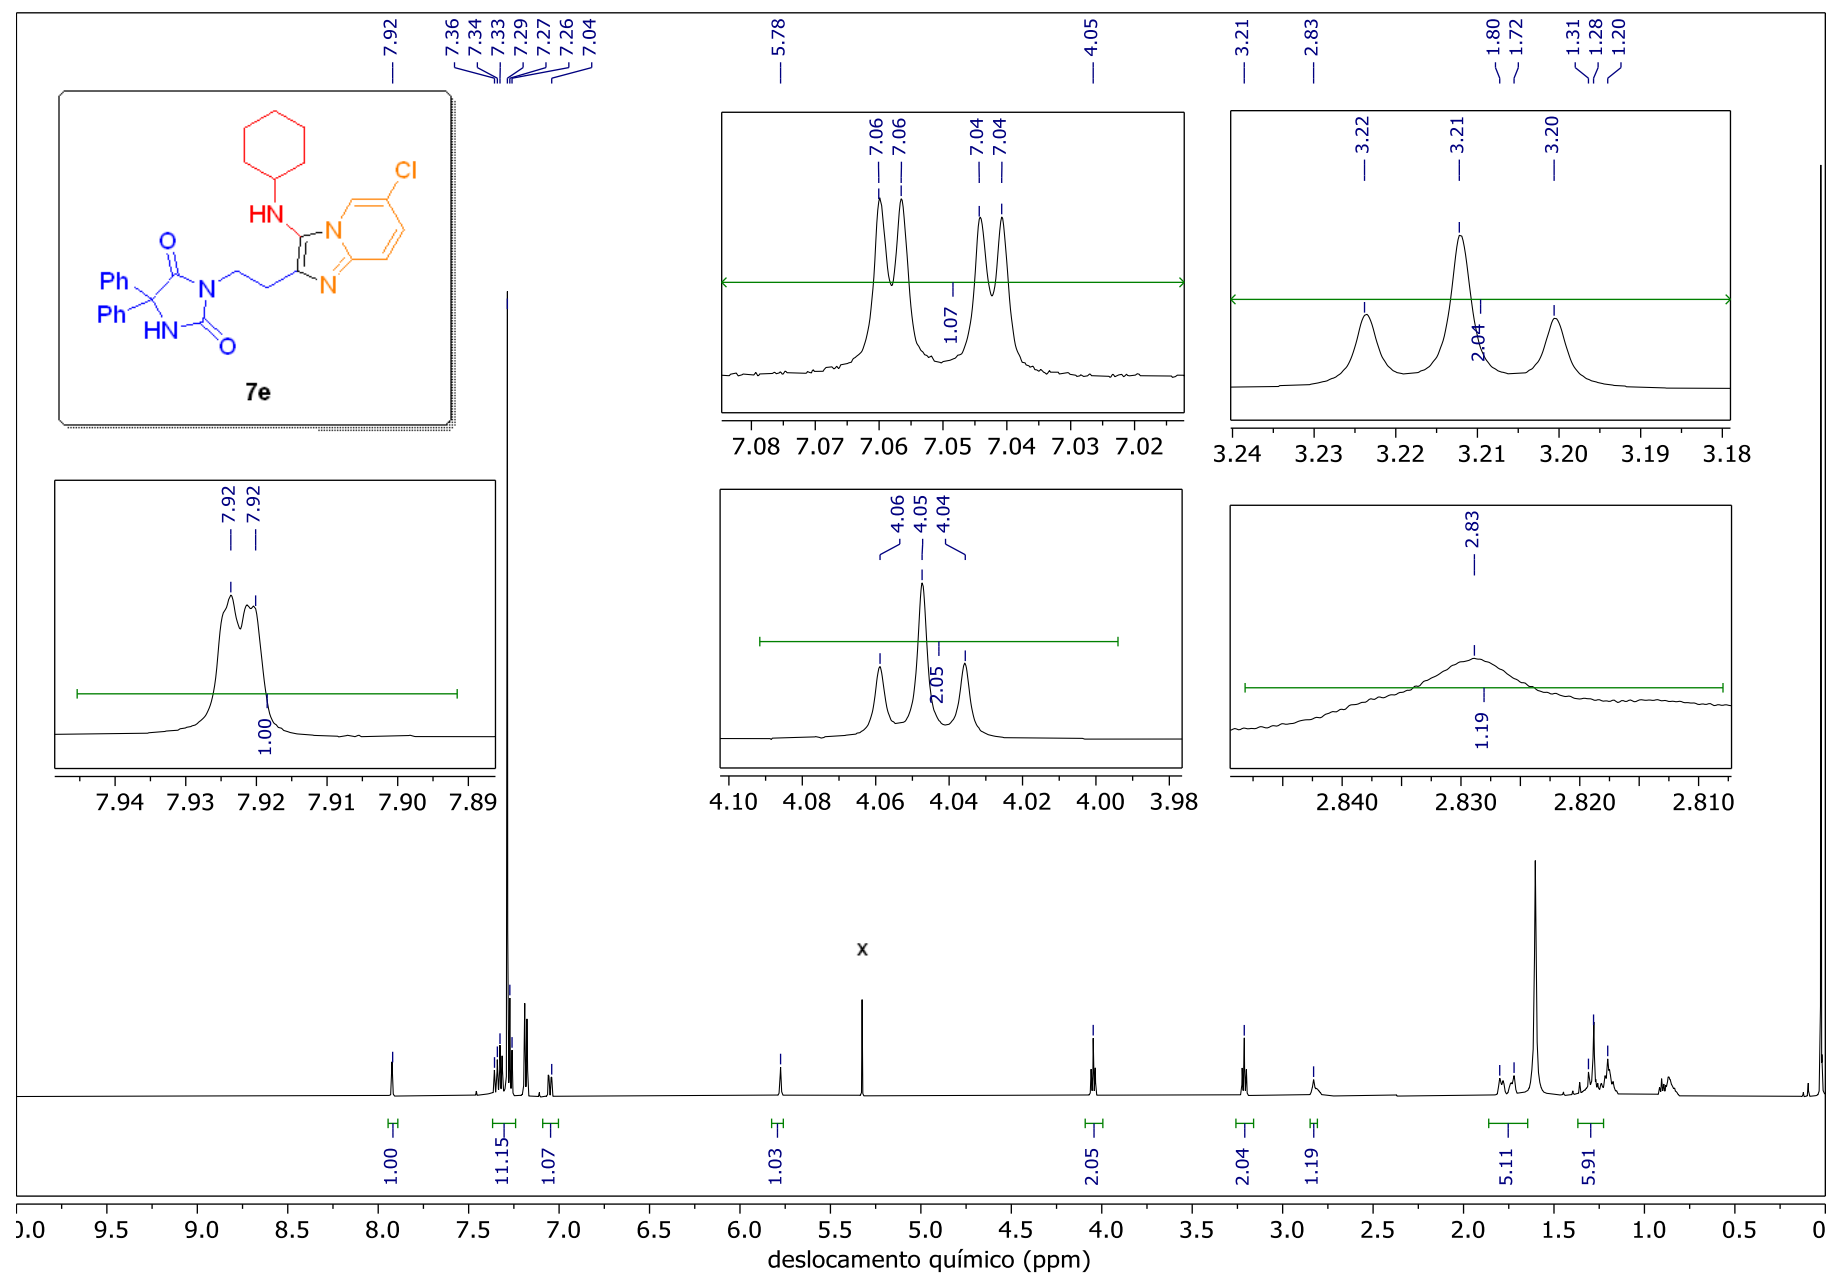 7.92
7.36
7.34
7.33
7.29
7.27
7.26
7.04
5.78
4.05
3.21
2.83
1.80
1.72
1.31
1.28
1.20
Cl
HN
N
N
O
Ph
Ph
N
HN
O
7e
7.06
7.06
7.04
7.04
1.07
7.08 7.07 7.06 7.05 7.04 7.03 7.02
3.22
3.21
3.20
2.04
3.24 3.23 3.22 3.21 3.20 3.19 3.18
7.92
7.92
1.00
7.94 7.93 7.92 7.91 7.90 7.89
4.06
4.05
4.04
2.05
4.10 4.08 4.06 4.04 4.02 4.00 3.98
2.83
1.19
2.840 2.830 2.820 2.810
x
1.00
11.15
1.07
1.03
2.05
2.04
1.19
5.11
5.91
0.0 9.5 9.0 8.5 8.0 7.5 7.0 6.5 6.0 5.5 5.0 4.5 4.0 3.5 3.0 2.5 2.0 1.5 1.0 0.5 0
deslocamento químico (ppm)